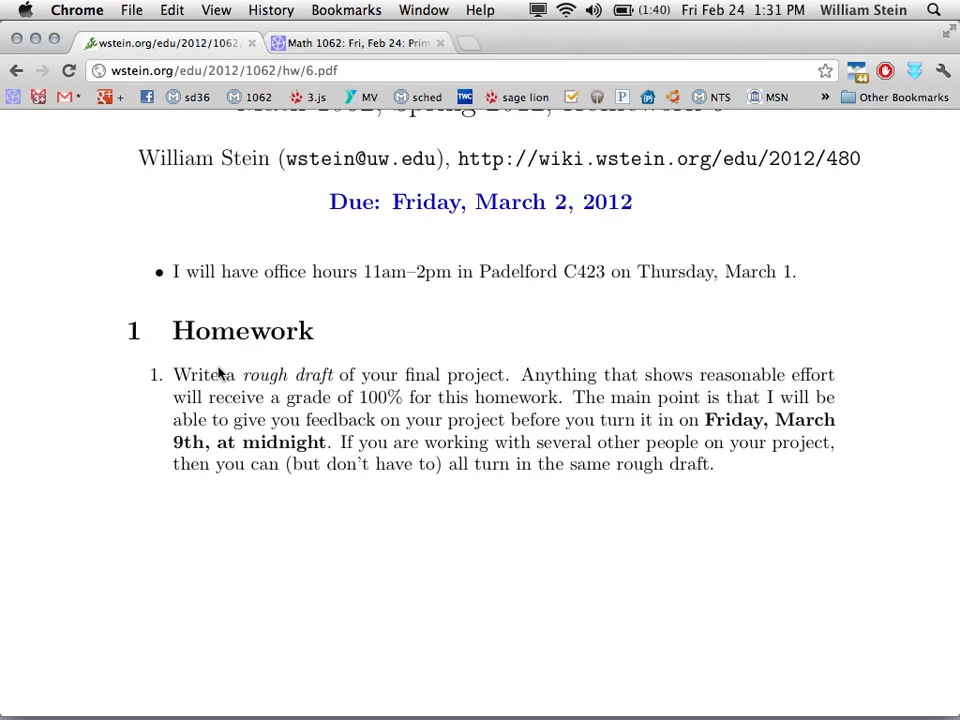 Chrome File Edit View History Bookmarks Window Help (1:40) Fri Feb 24 1:31 PM William Stein
wstein.org/edu/2012/1062/ × Math 1062: Fri, Feb 24: Prim ×
wstein.org/edu/2012/1062/hw/6.pdf
+ sd36 1062 3.js MV sched TWC sage lion P NTS MSN » Other Bookmarks
William Stein (wstein@uw.edu), http://wiki.wstein.org/edu/2012/480
Due: Friday, March 2, 2012
• I will have office hours 11am–2pm in Padelford C423 on Thursday, March 1.
1 Homework
1. Write a rough draft of your final project. Anything that shows reasonable effort
will receive a grade of 100% for this homework. The main point is that I will be
able to give you feedback on your project before you turn it in on Friday, March
9th, at midnight. If you are working with several other people on your project,
then you can (but don't have to) all turn in the same rough draft.